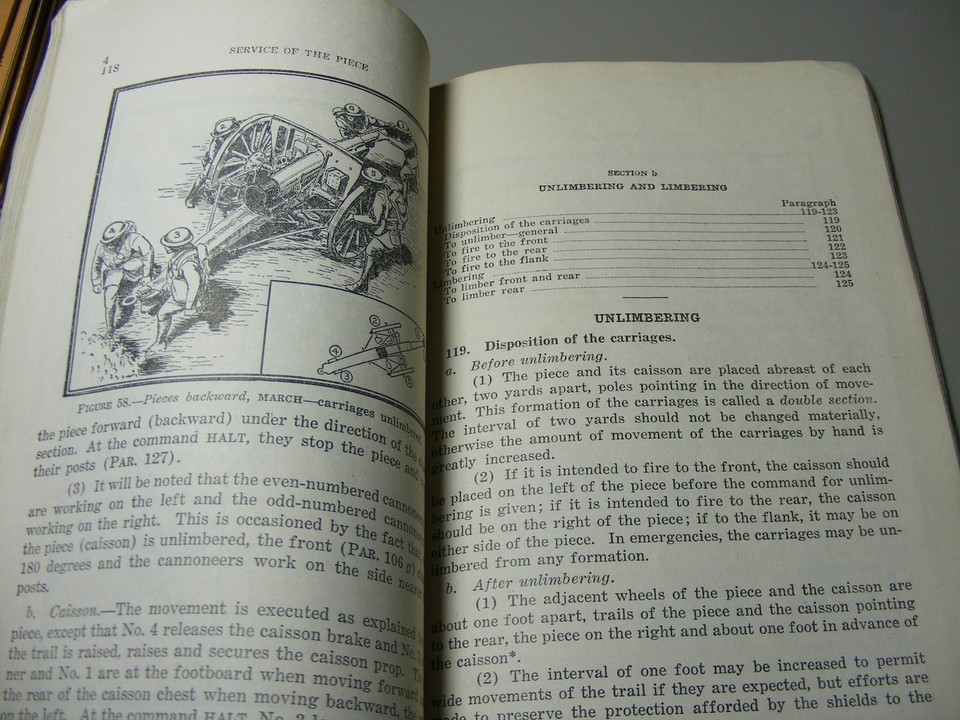 4
118
SERVICE OF THE PIECE
2
6
1
5
4
3
2
4
3
FIGURE 58.—Pieces backward, MARCH—carriages unlimbered
the piece forward (backward) under the direction of the
section. At the command HALT, they stop the piece and
their posts (PAR. 127).
(3) It will be noted that the even-numbered
are working on the left and the odd-numbered
working on the right. This is occasioned by the fact that
the piece (caisson) is unlimbered, the front (PAR. 106 g)
180 degrees and the cannoneers work on the side
posts.
b. Caisson.—The movement is executed as explained
piece, except that No. 4 releases the caisson brake and No.
the trail is raised, raises and secures the caisson prop.
ner and No. 1 are at the footboard when moving forward
the rear of the caisson chest when moving backward,
on the left. At the command HALT, No.
SECTION b
UNLIMBERING AND LIMBERING
Paragraph
Unlimbering 119-123
Disposition of the carriages 119
To unlimber—general 120
To fire to the front 121
To fire to the rear 122
To fire to the flank 123
Limbering 124-125
To limber front and rear 124
To limber rear 125
UNLIMBERING
119. Disposition of the carriages.
a. Before unlimbering.
(1) The piece and its caisson are placed abreast of each
other, two yards apart, poles pointing in the direction of move-
ment. This formation of the carriages is called a double section.
The interval of two yards should not be changed materially,
otherwise the amount of movement of the carriages by hand is
greatly increased.
(2) If it is intended to fire to the front, the caisson should
be placed on the left of the piece before the command for unlim-
bering is given; if it is intended to fire to the rear, the caisson
should be on the right of the piece; if to the flank, it may be on
either side of the piece. In emergencies, the carriages may be un-
limbered from any formation.
b. After unlimbering.
(1) The adjacent wheels of the piece and the caisson are
about one foot apart, trails of the piece and the caisson pointing
to the rear, the piece on the right and about one foot in advance of
the caisson*.
(2) The interval of one foot may be increased to permit
wide movements of the trail if they are expected, but efforts are
made to preserve the protection afforded by the shields to the